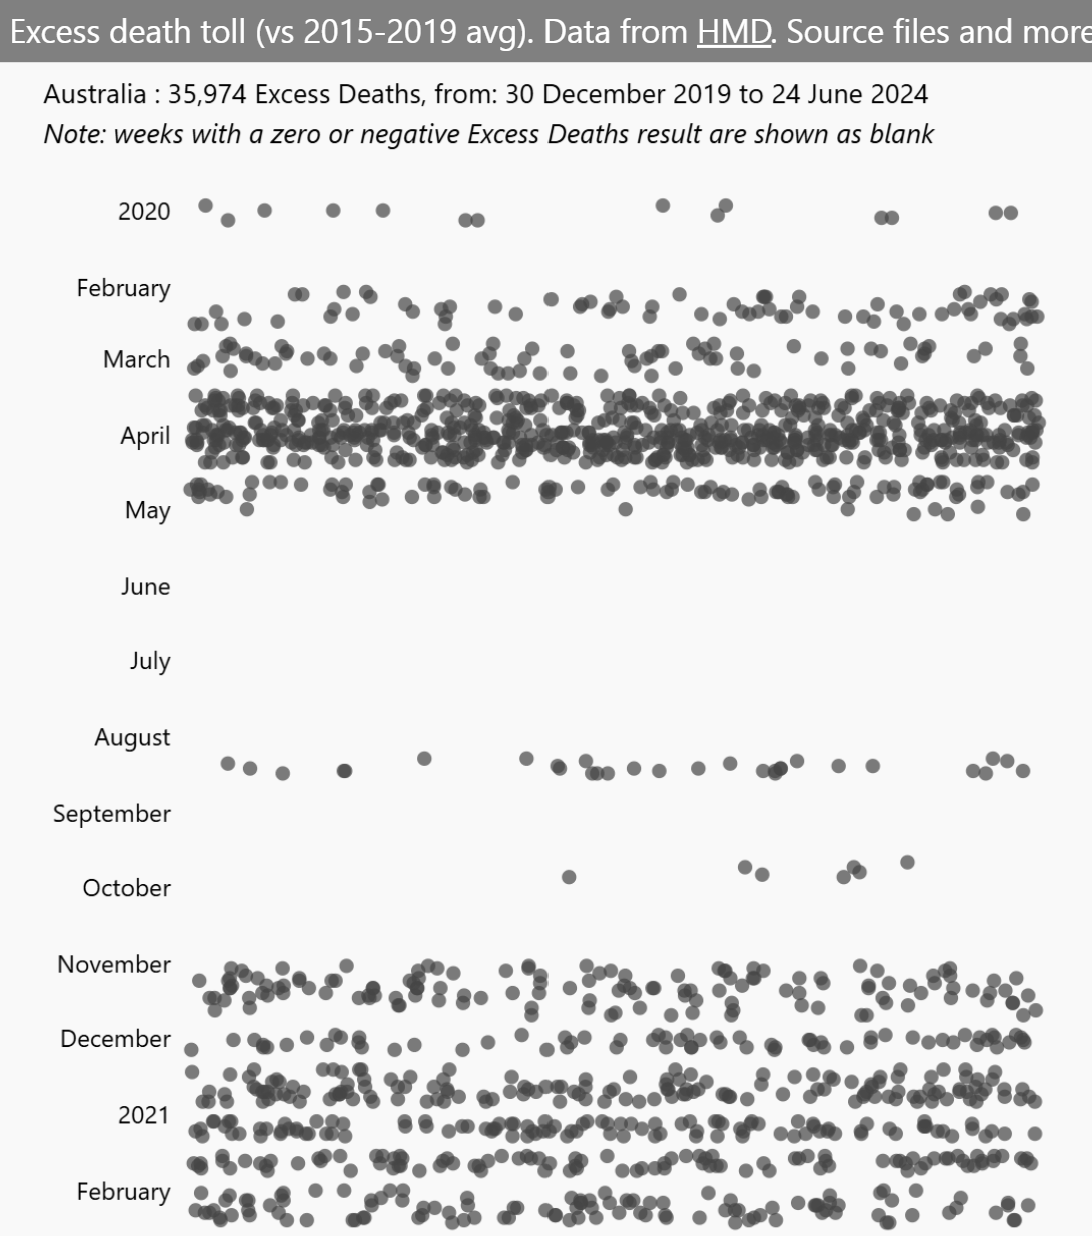 Excess death toll (vs 2015-2019 avg). Data from HMD. Source files and more
Australia : 35,974 Excess Deaths, from: 30 December 2019 to 24 June 2024
Note: weeks with a zero or negative Excess Deaths result are shown as blank
2020
February
March
April
May
June
July
August
September
October
November
December
2021
February